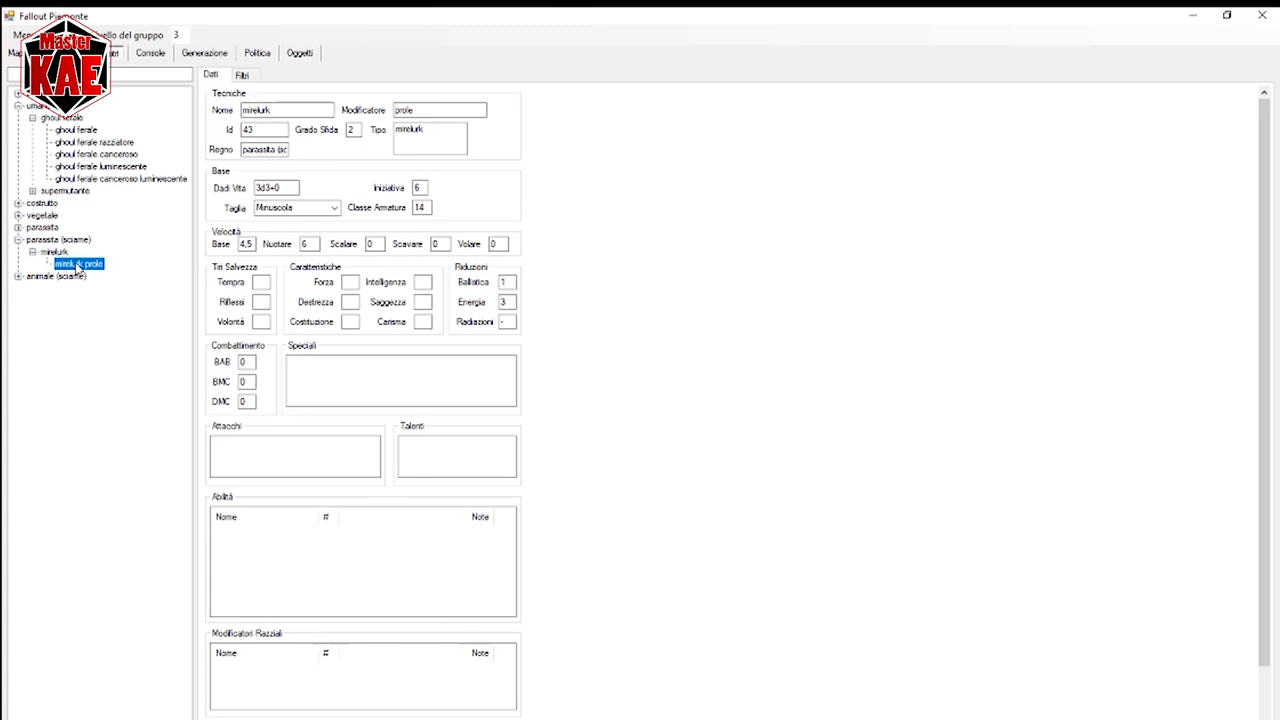 Fallout Piemonte
Me
vello del gruppo 3
Map
tri Console Generazione Politica Oggetti
Master
KAE
Dati Filtri
uma
ghoul ferale
ghoul ferale
ghoul ferale razziatore
ghoul ferale canceroso
ghoul ferale luminescente
ghoul ferale canceroso luminescente
supermutante
costrutto
vegetale
parassita
parassita (sciame)
mirelurk
mirelurk prole
animale (sciame)
Tecniche
Nome mirelurk Modificatore prole
Id 43 Grado Sfida 2 Tipo mirelurk
Regno parassita (sc
Base
Dadi Vita 3d3+0 Iniziativa 6
Taglia Minuscola Classe Armatura 14
Velocità
Base 4,5 Nuotare 6 Scalare 0 Scavare 0 Volare 0
Tiri Salvezza Caratteristiche Riduzioni
Tempra Forza Intelligenza Ballistica 1
Riflessi Destrezza Saggezza Energia 3
Volontà Costituzione Carisma Radiazioni -
Combattimento Speciali
BAB 0
BMC 0
DMC 0
Attacchi Talenti
Abilità
Nome # Note
Modificatori Razziali
Nome # Note